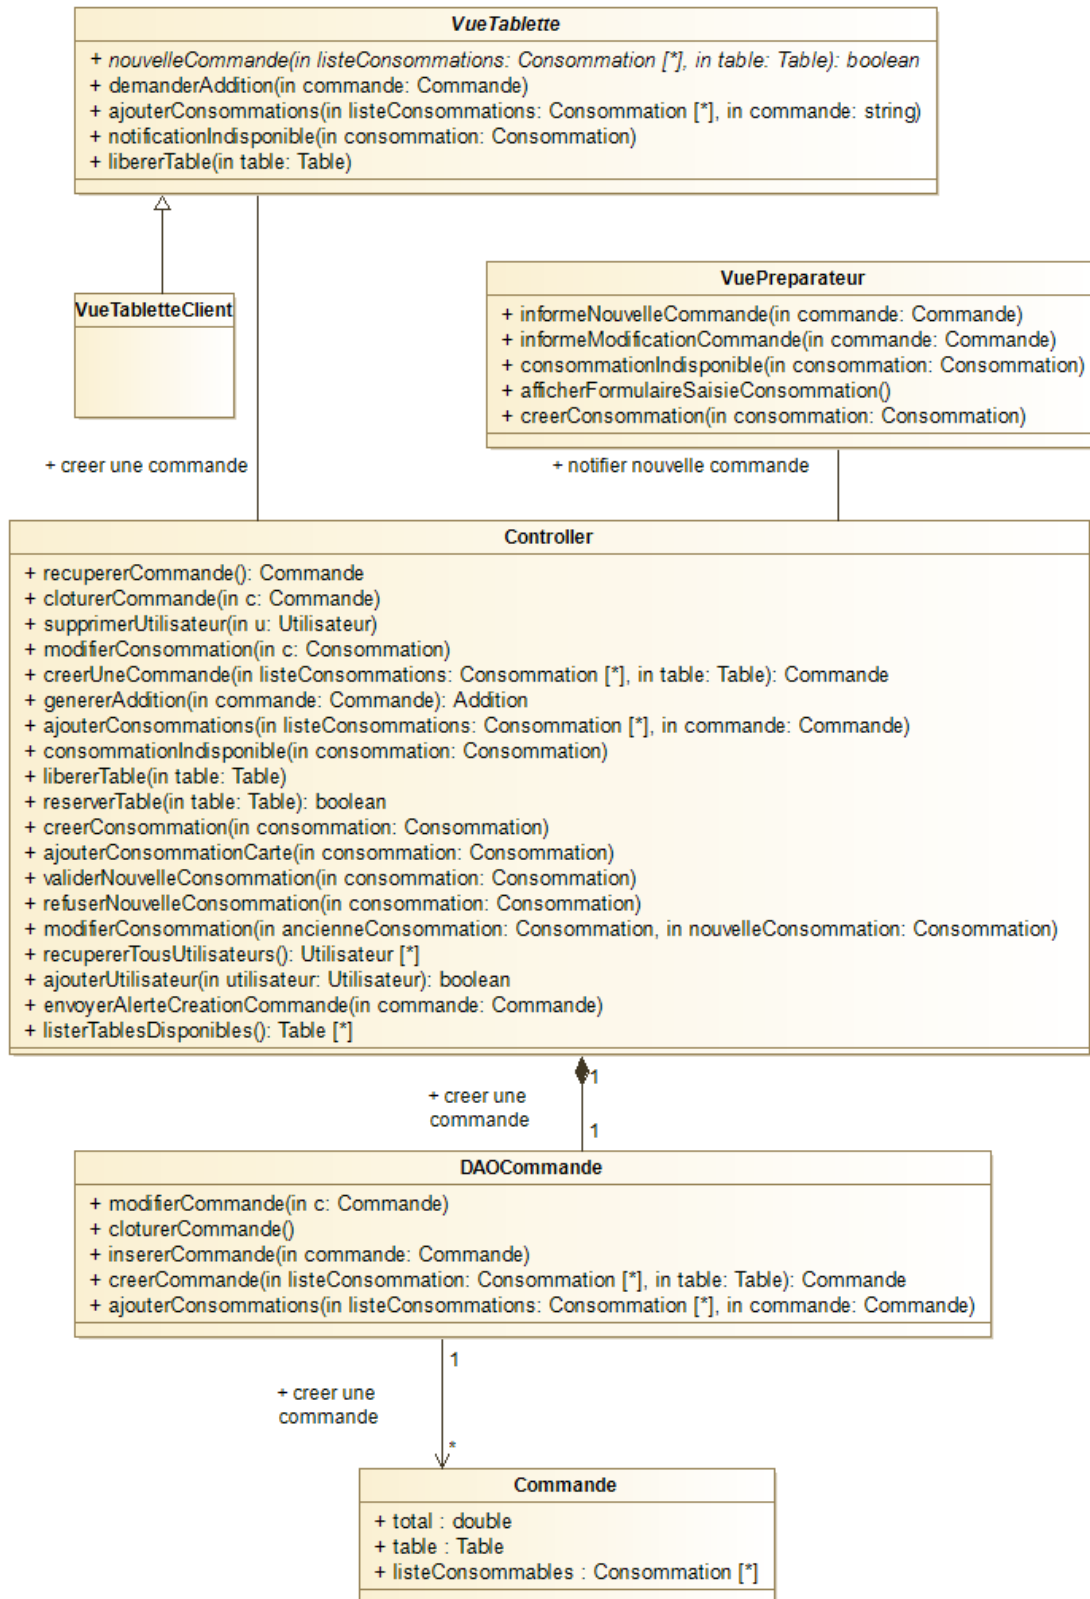 VueTablette
+ nouvelleCommande(in listeConsommations: Consommation [*], in table: Table): boolean
+ demanderAddition(in commande: Commande)
+ ajouterConsommations(in listeConsommations: Consommation [*], in commande: string)
+ notificationIndisponible(in consommation: Consommation)
+ libererTable(in table: Table)
VueTabletteClient
VuePreparateur
+ informeNouvelleCommande(in commande: Commande)
+ informeModificationCommande(in commande: Commande)
+ consommationIndisponible(in consommation: Consommation)
+ afficherFormulaireSaisieConsommation()
+ creerConsommation(in consommation: Consommation)
+ creer une commande
+ notifier nouvelle commande
Controller
+ recupererCommande(): Commande
+ cloturerCommande(in c: Commande)
+ supprimerUtilisateur(in u: Utilisateur)
+ modifierConsommation(in c: Consommation)
+ creerUneCommande(in listeConsommations: Consommation [*], in table: Table): Commande
+ genererAddition(in commande: Commande): Addition
+ ajouterConsommations(in listeConsommations: Consommation [*], in commande: Commande)
+ consommationIndisponible(in consommation: Consommation)
+ libererTable(in table: Table)
+ reserverTable(in table: Table): boolean
+ creerConsommation(in consommation: Consommation)
+ ajouterConsommationCarte(in consommation: Consommation)
+ validerNouvelleConsommation(in consommation: Consommation)
+ refuserNouvelleConsommation(in consommation: Consommation)
+ modifierConsommation(in ancienneConsommation: Consommation, in nouvelleConsommation: Consommation)
+ recupererTousUtilisateurs(): Utilisateur [*]
+ ajouterUtilisateur(in utilisateur: Utilisateur): boolean
+ envoyerAlerteCreationCommande(in commande: Commande)
+ listerTablesDisponibles(): Table [*]
1
+ creer une
commande
1
DAOCommande
+ modifierCommande(in c: Commande)
+ cloturerCommande()
+ insererCommande(in commande: Commande)
+ creerCommande(in listeConsommation: Consommation [*], in table: Table): Commande
+ ajouterConsommations(in listeConsommations: Consommation [*], in commande: Commande)
1
+ creer une
commande
*
Commande
+ total : double
+ table : Table
+ listeConsommables : Consommation [*]